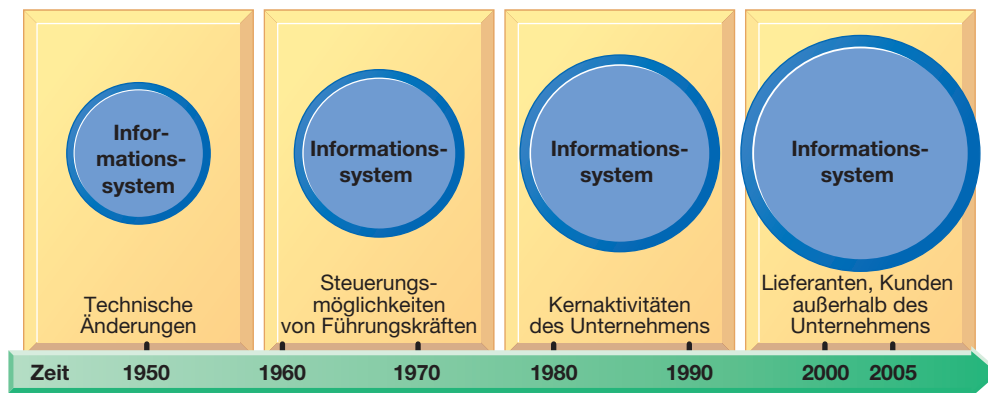 Infor-
mations-
system
Technische
Änderungen
Informations-
system
Steuerungs-
möglichkeiten
von Führungskräften
Informations-
system
Kernaktivitäten
des Unternehmens
Informations-
system
Lieferanten, Kunden
außerhalb des
Unternehmens
Zeit 1950 1960 1970 1980 1990 2000 2005